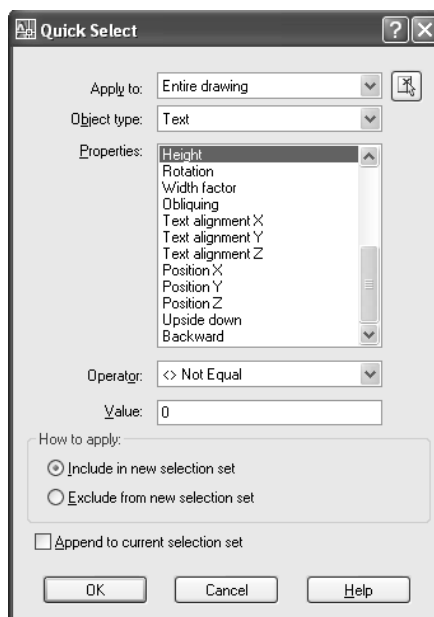 Quick Select
Apply to: Entire drawing
Object type: Text
Properties: Height
Rotation
Width factor
Obliquing
Text alignment X
Text alignment Y
Text alignment Z
Position X
Position Y
Position Z
Upside down
Backward
Operator: <> Not Equal
Value: 0
How to apply:
Include in new selection set
Exclude from new selection set
Append to current selection set
OK Cancel Help